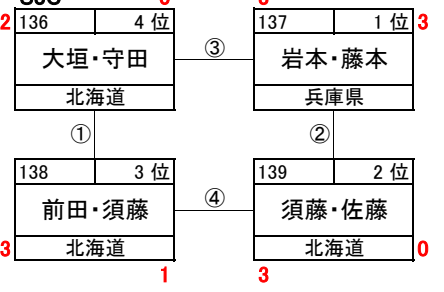 2 136 4 位 137 1 位 3
大垣・守田 ③ 岩本・藤本
北海道 兵庫県
① ②
138 3 位 139 2 位
前田・須藤 ④ 須藤・佐藤
3 北海道 北海道 0
1 3